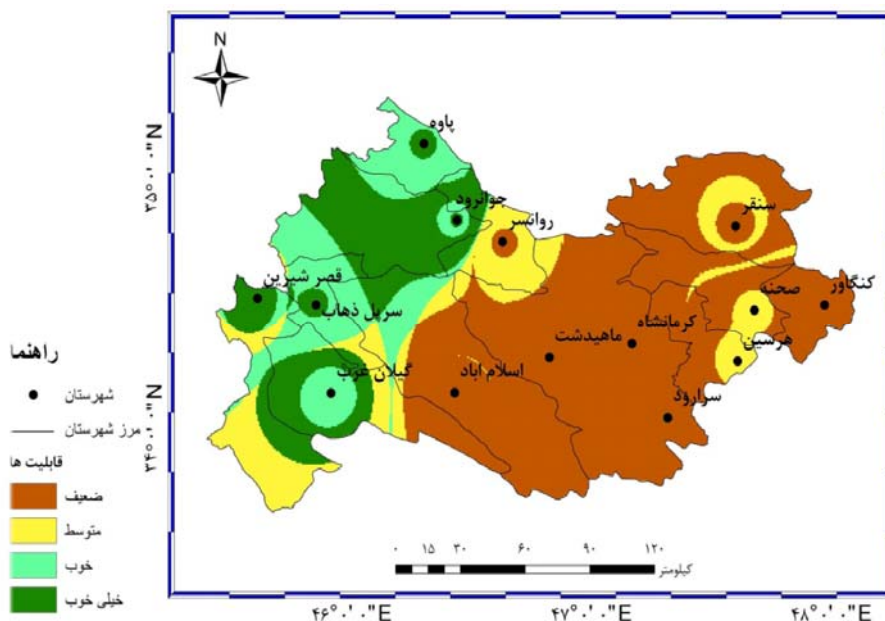 N
۳۵°۰'۰"N
۳۴°۰'۰"N
پاوه
جوانرود
روانسر
سنقر
قصر شیرین
سرپل ذهاب
صحنه
کنگاور
کرمانشاه
ماهیدشت
هرسین
گیلان غرب
اسلام آباد
سرارود
راهنما
شهرستان
مرز شهرستان
قابلیت ها
ضعیف
متوسط
خوب
خیلی خوب
۰ ۱۵ ۳۰ ۶۰ ۹۰ ۱۲۰
کیلومتر
۴۶°۰'۰"E ۴۷°۰'۰"E ۴۸°۰'۰"E